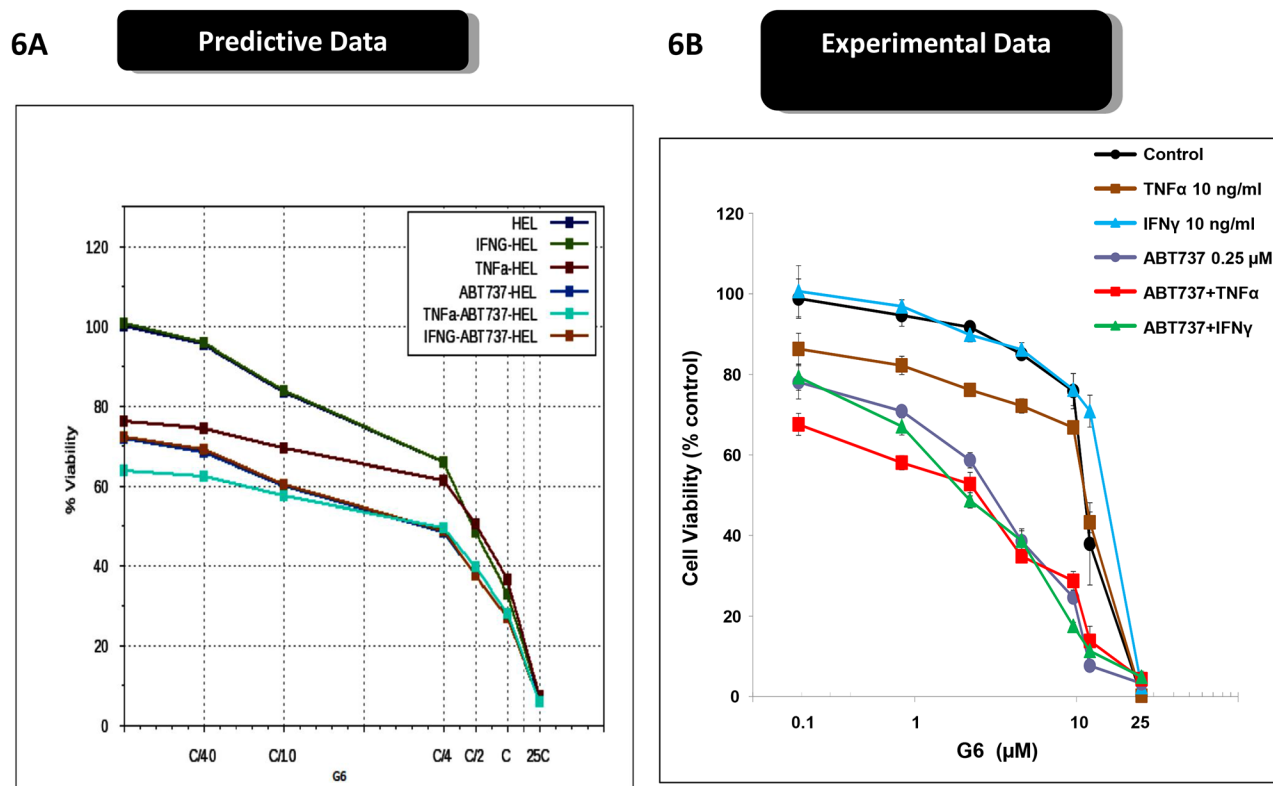 6A
Predictive Data
HEL
IFNG-HEL
TNFa-HEL
ABT737-HEL
TNFa-ABT737-HEL
IFNG-ABT737-HEL
% Viability
120
100
80
60
40
20
0
C/40 C/10 C/4 C/2 C 25C
G6
6B
Experimental Data
Control
TNFα 10 ng/ml
IFNγ 10 ng/ml
ABT737 0.25 µM
ABT737+TNFα
ABT737+IFNγ
Cell Viability (% control)
120
100
80
60
40
20
0
0.1 1 10 25
G6 (µM)